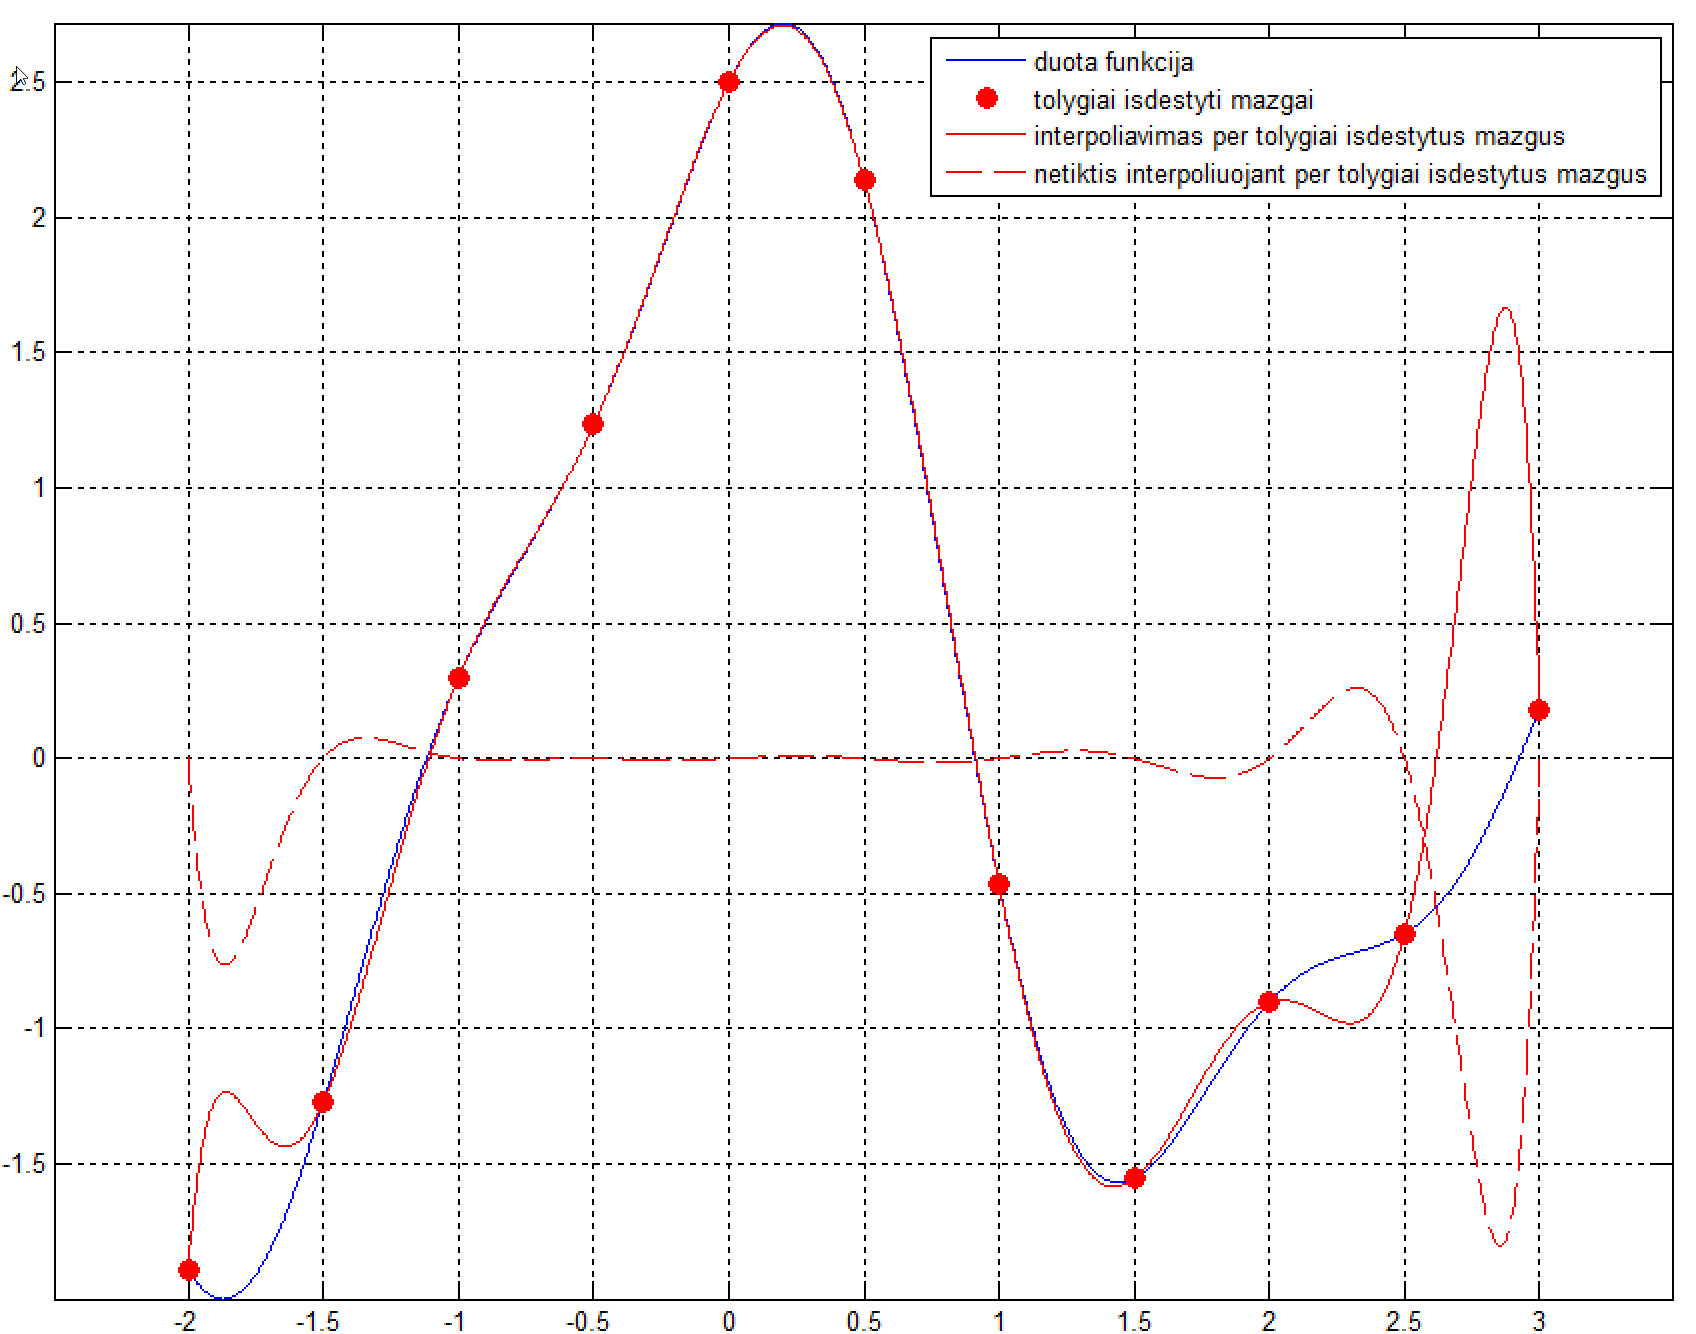 duota funkcija
tolygiai isdestyti mazgai
interpoliavimas per tolygiai isdestytus mazgus
netiktis interpoliuojant per tolygiai isdestytus mazgus
2.5
2
1.5
1
0.5
0
-0.5
-1
-1.5
-2 -1.5 -1 -0.5 0 0.5 1 1.5 2 2.5 3